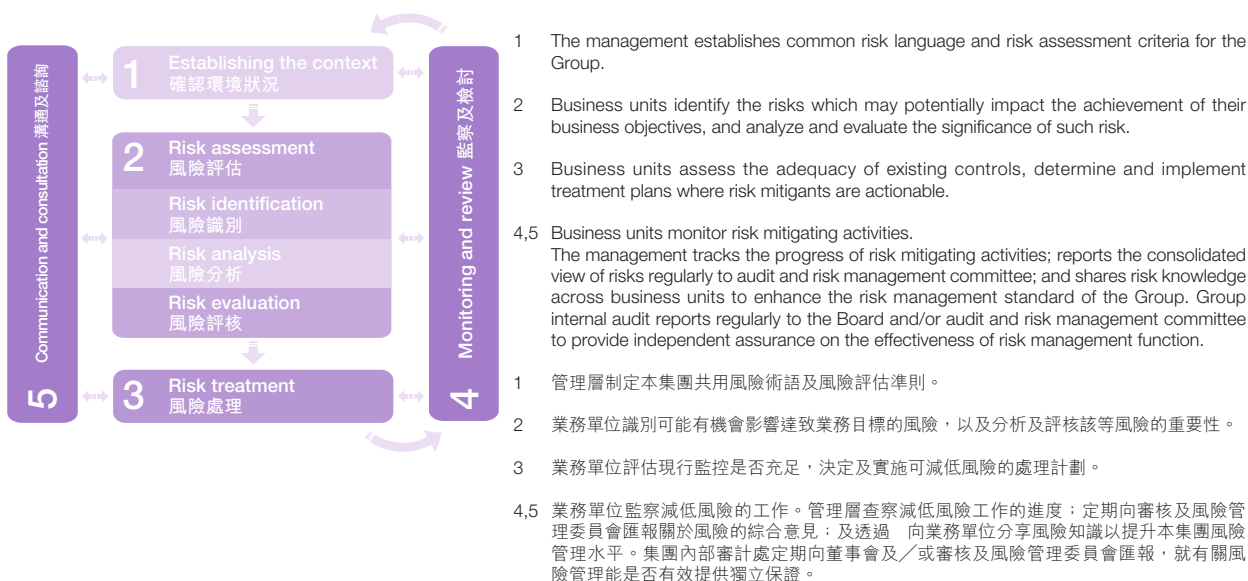 5 Communication and consultation 溝通及諮詢
1 Establishing the context
確認環境狀況
2 Risk assessment
風險評估
Risk identification
風險識別
Risk analysis
風險分析
Risk evaluation
風險評核
3 Risk treatment
風險處理
4 Monitoring and review 監察及檢討
1 The management establishes common risk language and risk assessment criteria for the
Group.
2 Business units identify the risks which may potentially impact the achievement of their
business objectives, and analyze and evaluate the significance of such risk.
3 Business units assess the adequacy of existing controls, determine and implement
treatment plans where risk mitigants are actionable.
4,5 Business units monitor risk mitigating activities.
The management tracks the progress of risk mitigating activities; reports the consolidated
view of risks regularly to audit and risk management committee; and shares risk knowledge
across business units to enhance the risk management standard of the Group. Group
internal audit reports regularly to the Board and/or audit and risk management committee
to provide independent assurance on the effectiveness of risk management function.
1 管理層制定本集團共用風險術語及風險評估準則。
2 業務單位識別可能有機會影響達致業務目標的風險，以及分析及評核該等風險的重要性。
3 業務單位評估現行監控是否充足，決定及實施可減低風險的處理計劃。
4,5 業務單位監察減低風險的工作。管理層查察減低風險工作的進度；定期向審核及風險管
理委員會匯報關於風險的綜合意見；及透過　向業務單位分享風險知識以提升本集團風險
管理水平。集團內部審計處定期向董事會及╱或審核及風險管理委員會匯報，就有關風
險管理能是否有效提供獨立保證。